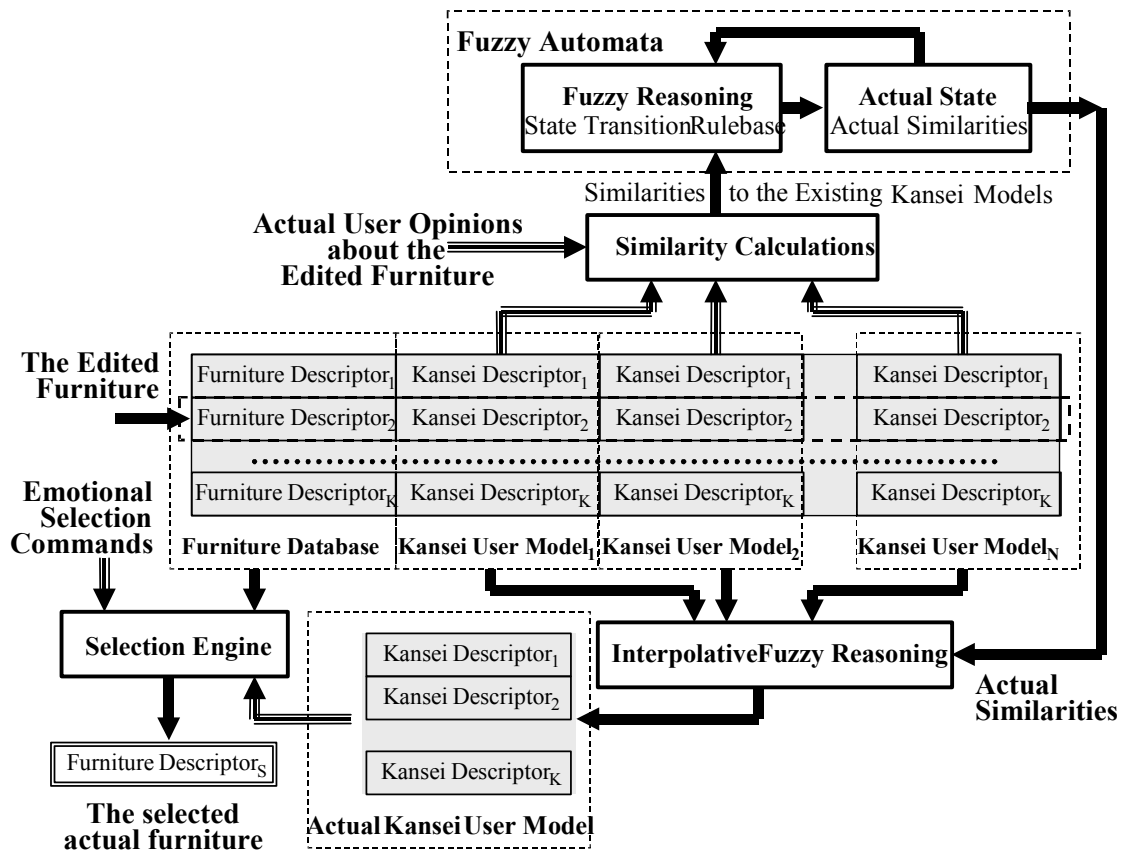 Fuzzy Automata
Fuzzy Reasoning
State TransitionRulebase
Actual State
Actual Similarities
Similarities to the Existing Kansei Models
Actual User Opinions
about the
Edited Furniture
Similarity Calculations
The Edited
Furniture
Furniture Descriptor1 Kansei Descriptor1 Kansei Descriptor1 Kansei Descriptor1
Furniture Descriptor2 Kansei Descriptor2 Kansei Descriptor2 Kansei Descriptor2
Furniture DescriptorK Kansei DescriptorK Kansei DescriptorK Kansei DescriptorK
Furniture Database Kansei User Model1 Kansei User Model2 Kansei User ModelN
Emotional
Selection
Commands
Selection Engine
InterpolativeFuzzy Reasoning
Actual
Similarities
Kansei Descriptor1
Kansei Descriptor2
Kansei DescriptorK
Actual Kansei User Model
Furniture DescriptorS
The selected
actual furniture